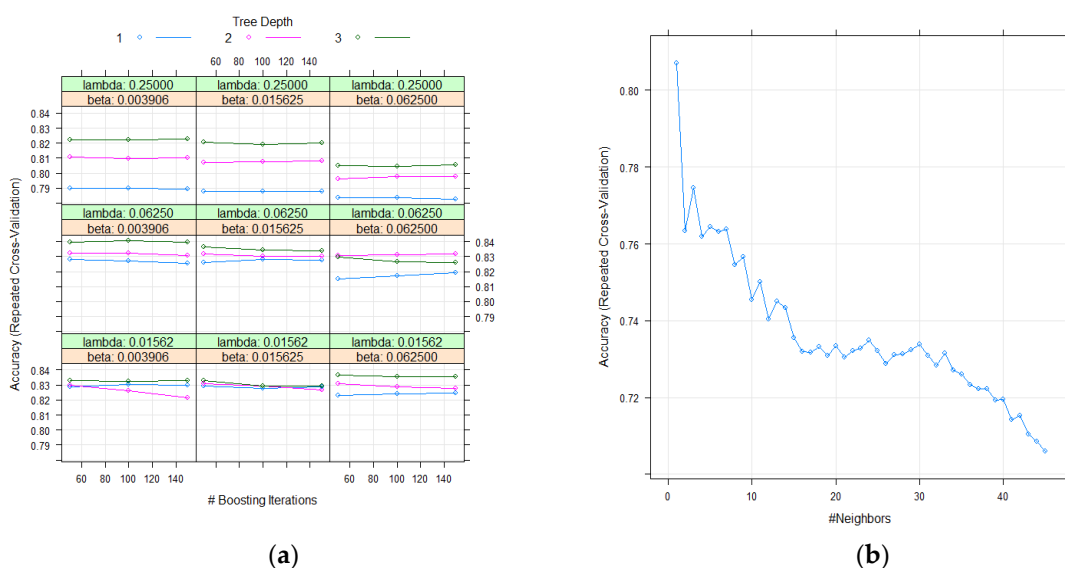 Tree Depth
1 2 3
60 80 100 140
lambda: 0.25000 lambda: 0.25000 lambda: 0.25000
beta: 0.003906 beta: 0.015625 beta: 0.062500
0.84
0.83
0.82
0.81
0.80
0.79
lambda: 0.06250 lambda: 0.06250 lambda: 0.06250
beta: 0.003906 beta: 0.015625 beta: 0.062500
0.84
0.83
0.82
0.81
0.80
0.79
lambda: 0.01562 lambda: 0.01562 lambda: 0.01562
beta: 0.003906 beta: 0.015625 beta: 0.062500
0.84
0.83
0.82
0.81
0.80
0.79
60 80 100 120 140 60 80 100 140
# Boosting Iterations
Accuracy (Repeated Cross-Validation)
(a)
0.80
0.78
0.76
0.74
0.72
0 10 20 30 40
#Neighbors
Accuracy (Repeated Cross-Validation)
(b)